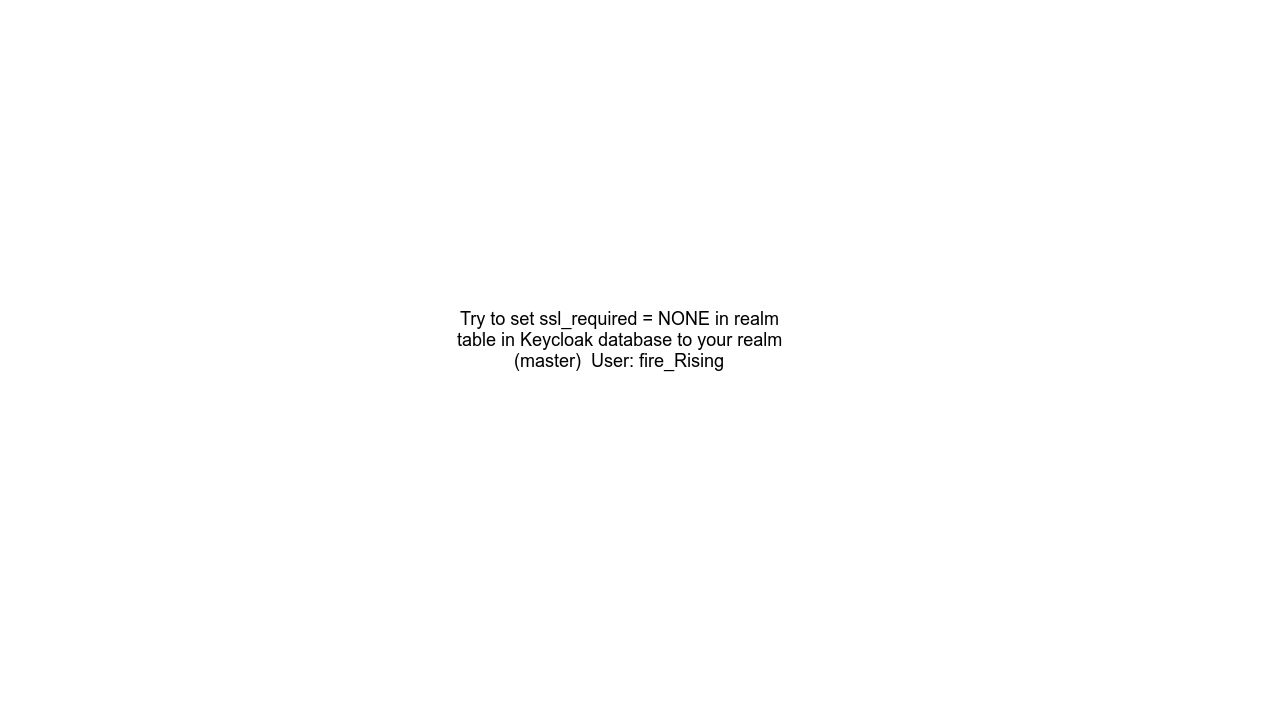 Try to set ssl_required = NONE in realm
table in Keycloak database to your realm
(master)  User: fire_Rising